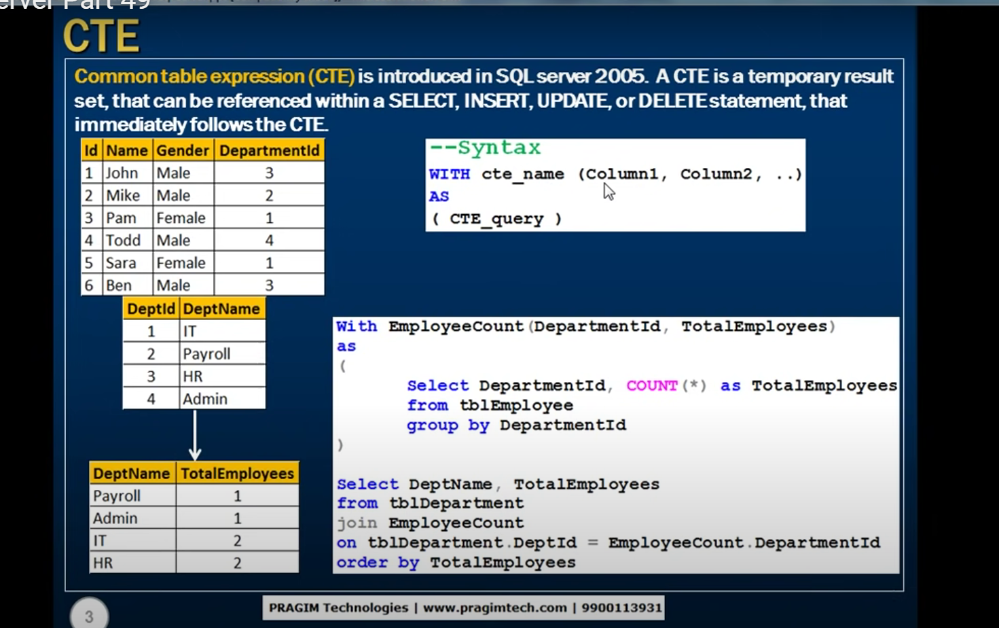 Part 49
CTE
Common table expression (CTE) is introduced in SQL server 2005. A CTE is a temporary result
set, that can be referenced within a SELECT, INSERT, UPDATE, or DELETE statement, that
immediately follows the CTE.
Id Name Gender DepartmentId
1 John Male 3
2 Mike Male 2
3 Pam Female 1
4 Todd Male 4
5 Sara Female 1
6 Ben Male 3
--Syntax
WITH cte_name (Column1, Column2, ..)
AS
( CTE_query )
DeptId DeptName
1 IT
2 Payroll
3 HR
4 Admin
DeptName TotalEmployees
Payroll 1
Admin 1
IT 2
HR 2
With EmployeeCount(DepartmentId, TotalEmployees)
as
(
Select DepartmentId, COUNT(*) as TotalEmployees
from tblEmployee
group by DepartmentId
)
Select DeptName, TotalEmployees
from tblDepartment
join EmployeeCount
on tblDepartment.DeptId = EmployeeCount.DepartmentId
order by TotalEmployees
3
PRAGIM Technologies | www.pragimtech.com | 9900113931